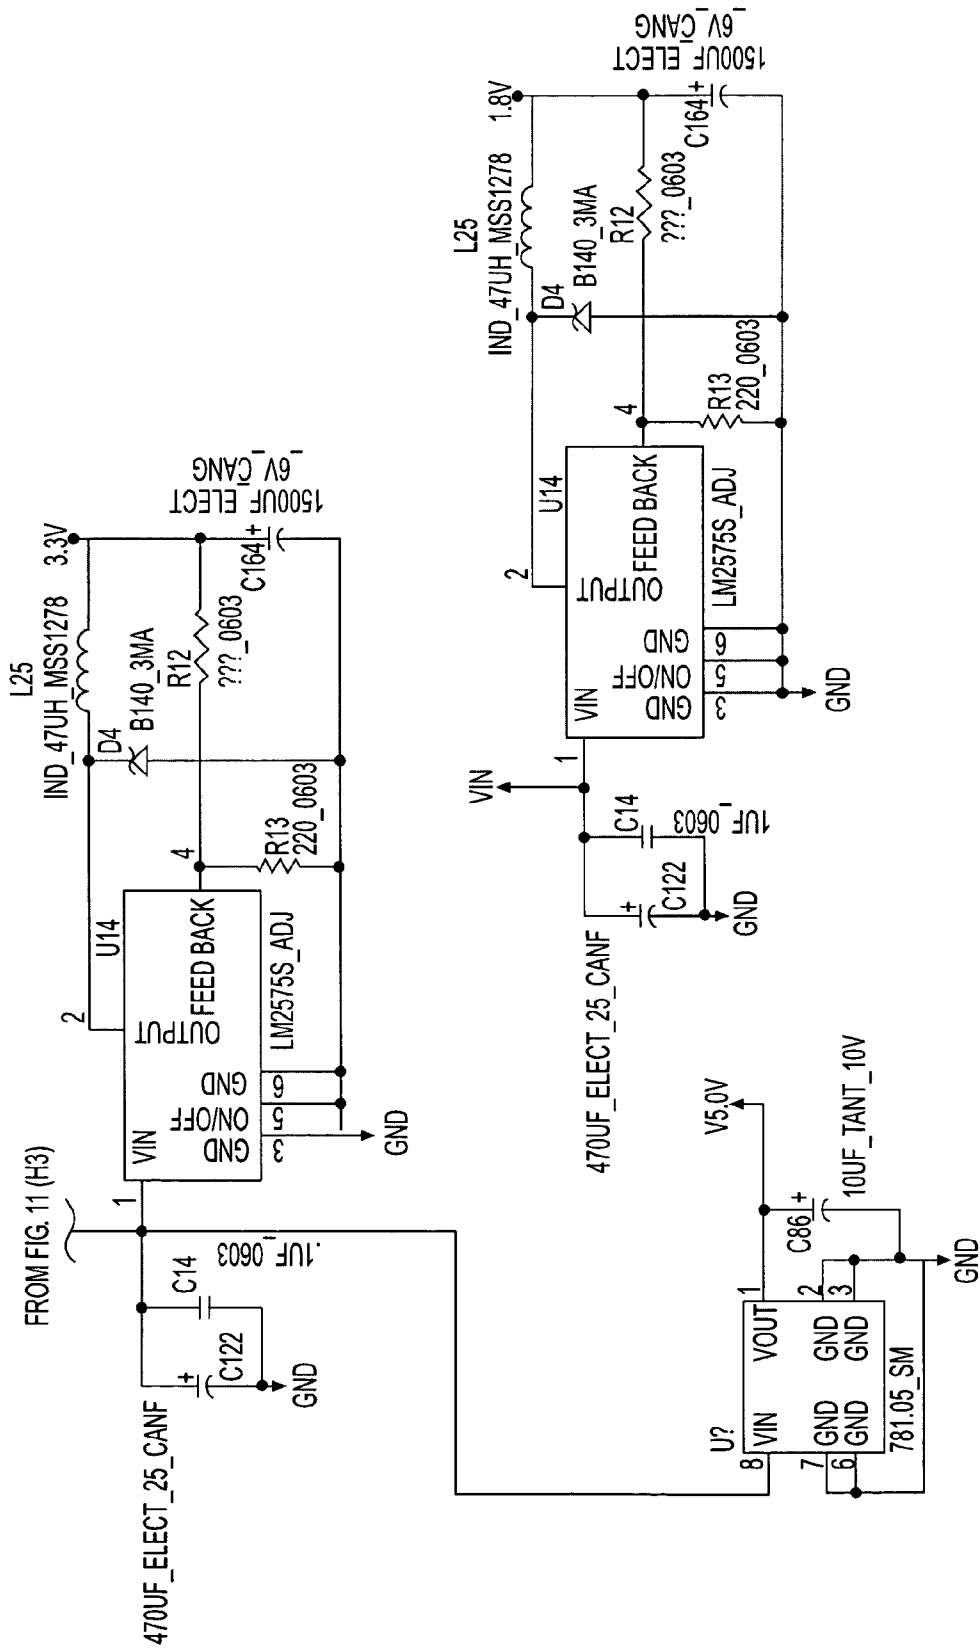 FROM FIG. 11 (H3)
470UF_ELECT_25_CANF
+
C122
C14
.1UF_0603
GND
1
VIN
U14
2
OUTPUT
FEED BACK
4
GND
ON/OFF
GND
3
5
6
LM2575S_ADJ
GND
L25
IND_47UH_MSS1278
D4
B140_3MA
R12
???_0603
R13
220_0603
3.3V
C164
+
1500UF_ELECT
_6V_CANG
VIN
470UF_ELECT_25_CANF
+
C122
C14
1UF_0603
GND
1
VIN
U14
2
OUTPUT
FEED BACK
4
GND
ON/OFF
GND
3
5
6
LM2575S_ADJ
GND
L25
IND_47UH_MSS1278
D4
B140_3MA
R12
???_0603
R13
220_0603
1.8V
C164
+
1500UF_ELECT
_6V_CANG
U?
8
VIN
VOUT
1
7
GND
GND
2
6
GND
GND
3
781.05_SM
V5.0V
C86
+
10UF_TANT_10V
GND